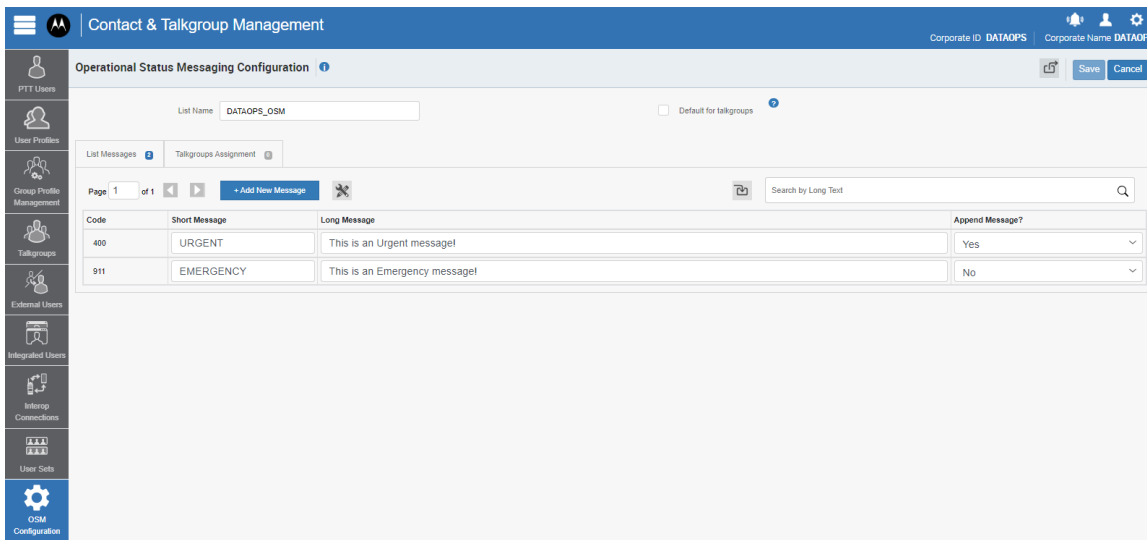 Contact & Talkgroup Management
Corporate ID DATAOPS
Corporate Name DATAOP
PTT Users
User Profiles
Group Profile
Management
Talkgroups
External Users
Integrated Users
Interop
Connections
User Sets
OSM
Configuration
Operational Status Messaging Configuration
Save
Cancel
List Name DATAOPS_OSM
Default for talkgroups
List Messages 2
Talkgroups Assignment
Page 1 of 1
+ Add New Message
Search by Long Text
Code Short Message Long Message Append Message?
400 URGENT This is an Urgent message! Yes
911 EMERGENCY This is an Emergency message! No